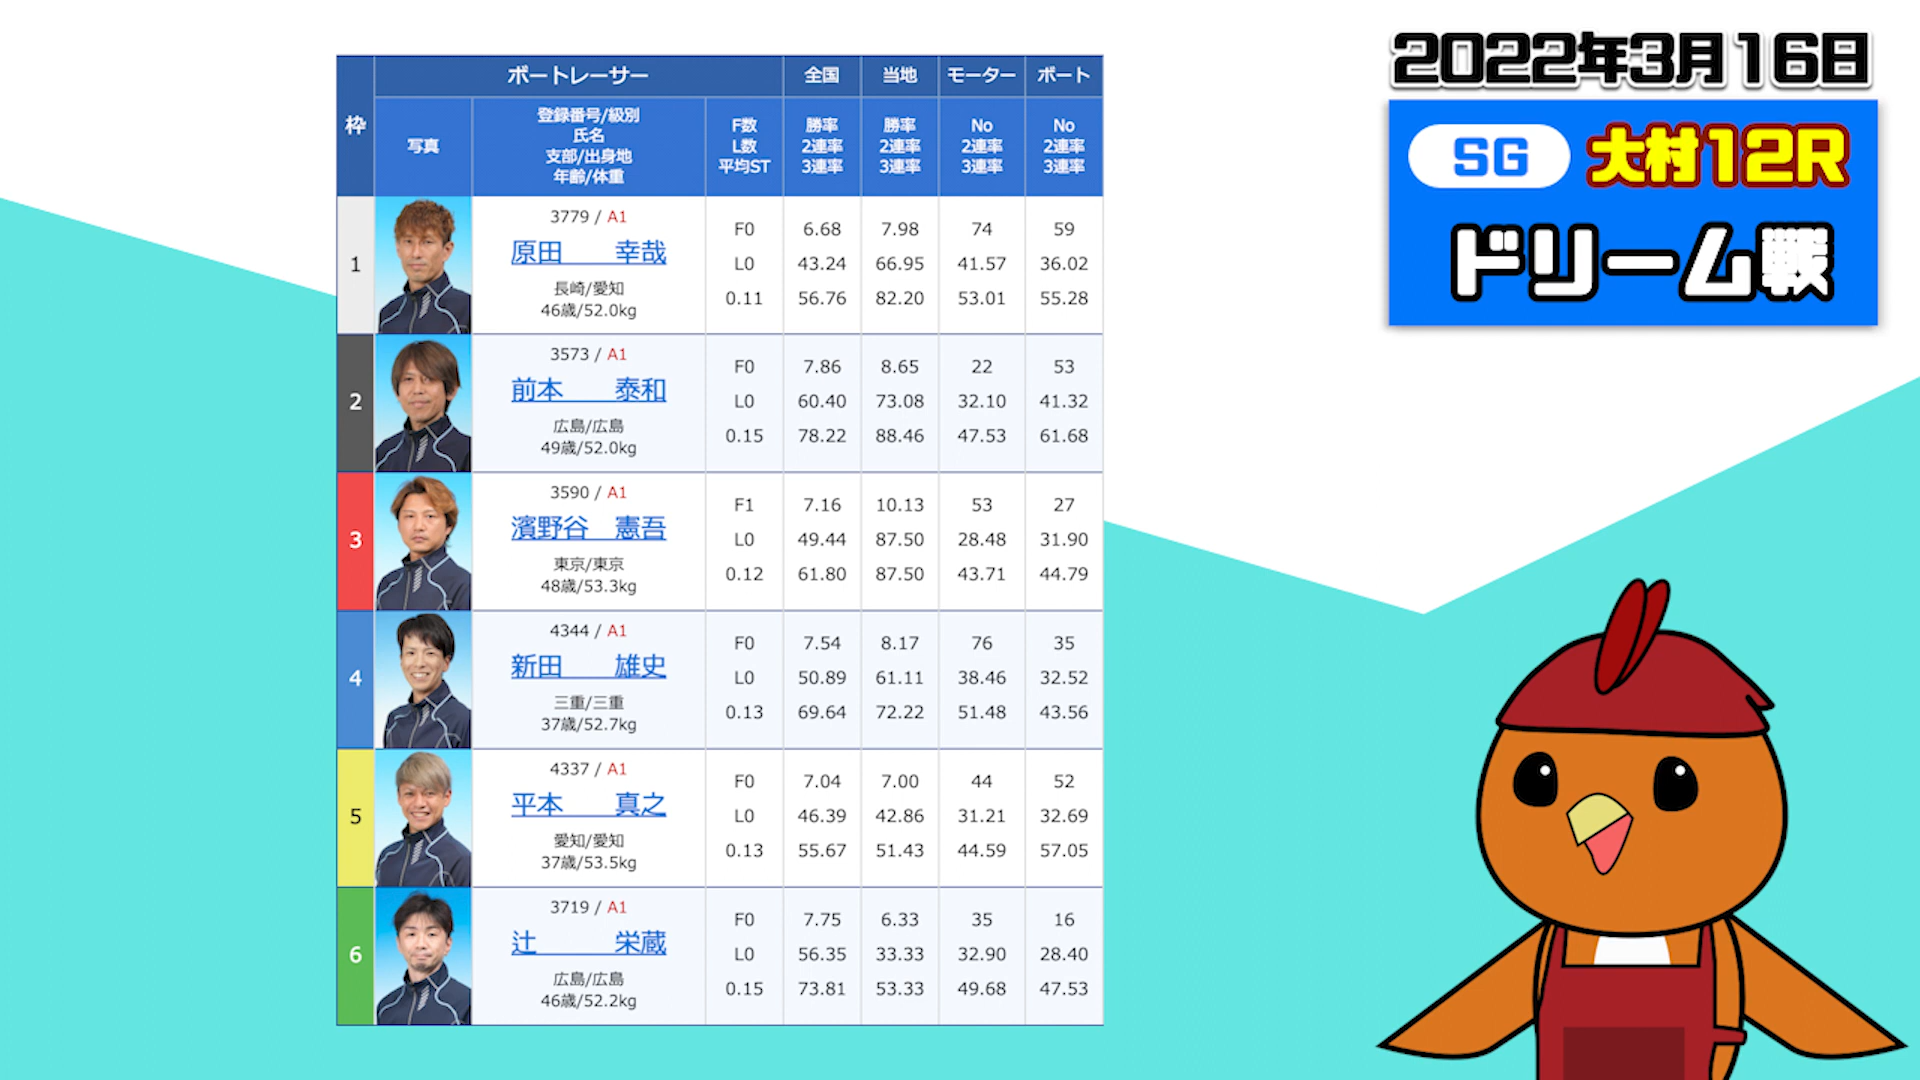 2022年3月16日
SG 大村12R
ドリーム戦
枠 ボートレーサー 全国 当地 モーター ボート
写真
登録番号/級別
氏名
支部/出身地
年齢/体重
F数
L数
平均ST
勝率
2連率
3連率
勝率
2連率
3連率
No
2連率
3連率
No
2連率
3連率
1
3779 / A1
原田 幸哉
長崎/愛知
46歳/52.0kg
F0 6.68 7.98 74 59
L0 43.24 66.95 41.57 36.02
0.11 56.76 82.20 53.01 55.28
2
3573 / A1
前本 泰和
広島/広島
49歳/52.0kg
F0 7.86 8.65 22 53
L0 60.40 73.08 32.10 41.32
0.15 78.22 88.46 47.53 61.68
3
3590 / A1
濱野谷 憲吾
東京/東京
48歳/53.3kg
F1 7.16 10.13 53 27
L0 49.44 87.50 28.48 31.90
0.12 61.80 87.50 43.71 44.79
4
4344 / A1
新田 雄史
三重/三重
37歳/52.7kg
F0 7.54 8.17 76 35
L0 50.89 61.11 38.46 32.52
0.13 69.64 72.22 51.48 43.56
5
4337 / A1
平本 真之
愛知/愛知
37歳/53.5kg
F0 7.04 7.00 44 52
L0 46.39 42.86 31.21 32.69
0.13 55.67 51.43 44.59 57.05
6
3719 / A1
辻 栄蔵
広島/広島
46歳/52.2kg
F0 7.75 6.33 35 16
L0 56.35 33.33 32.90 28.40
0.15 73.81 53.33 49.68 47.53